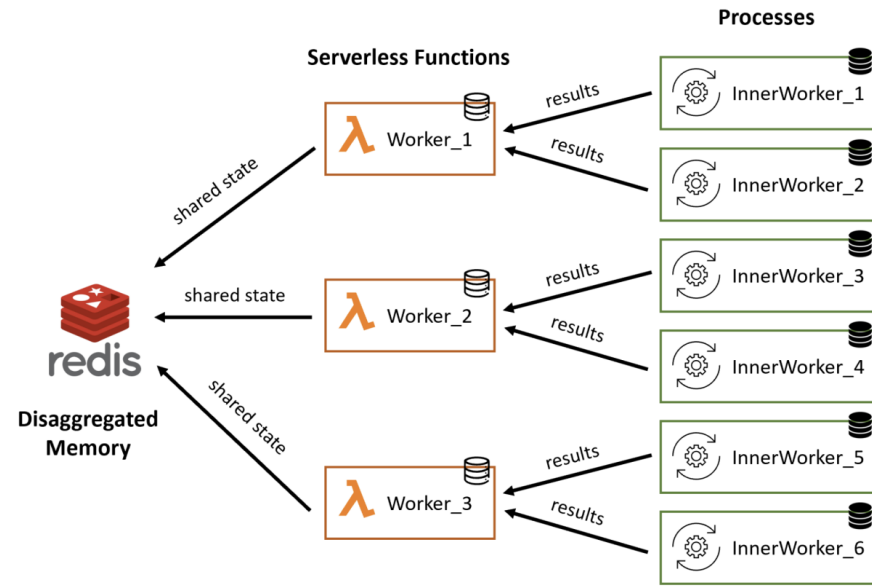 Processes
Serverless Functions
results
InnerWorker_1
Worker_1
results
InnerWorker_2
shared state
results
InnerWorker_3
shared state
Worker_2
results
InnerWorker_4
redis
shared state
Disaggregated
Memory
results
InnerWorker_5
Worker_3
results
InnerWorker_6